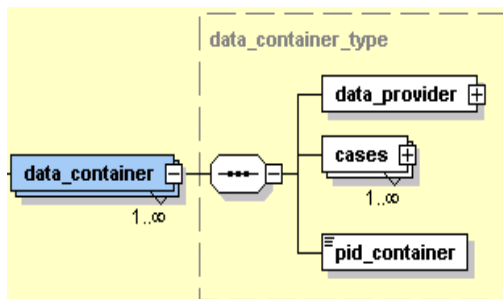 data_container_type
data_provider
cases
1..∞
data_container
1..∞
pid_container